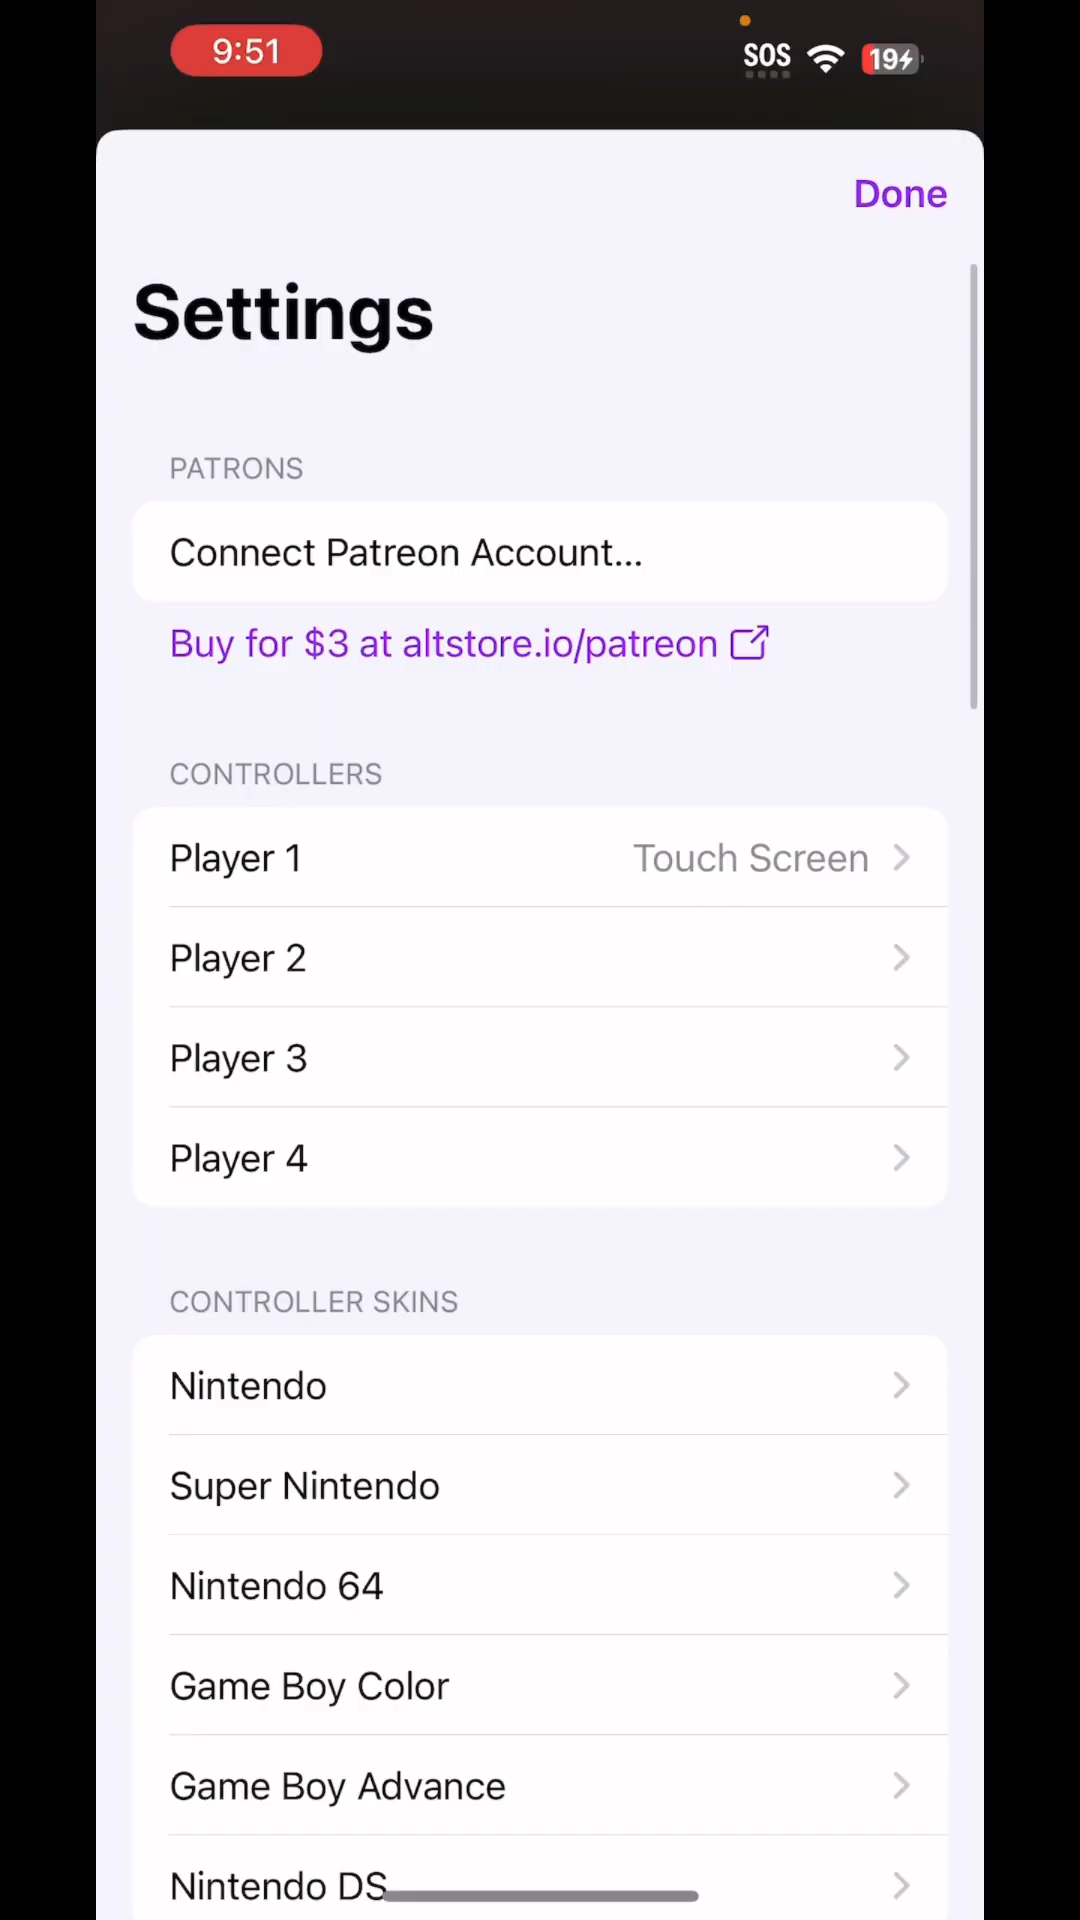 9:51
SOS
19
Done
Settings
PATRONS
Connect Patreon Account...
Buy for $3 at altstore.io/patreon
CONTROLLERS
Player 1 Touch Screen
Player 2
Player 3
Player 4
CONTROLLER SKINS
Nintendo
Super Nintendo
Nintendo 64
Game Boy Color
Game Boy Advance
Nintendo DS